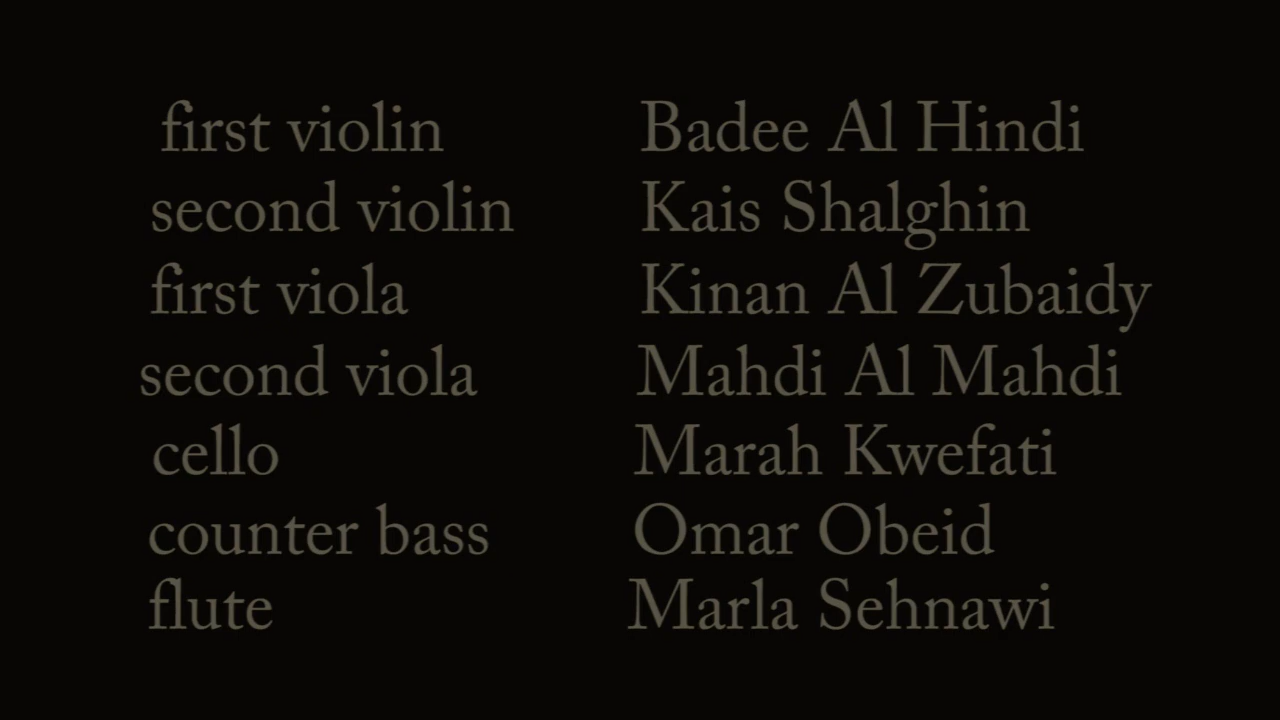 first violin Badee Al Hindi
second violin Kais Shalghin
first viola Kinan Al Zubaidy
second viola Mahdi Al Mahdi
cello Marah Kwefati
counter bass Omar Obeid
flute Marla Sehnawi